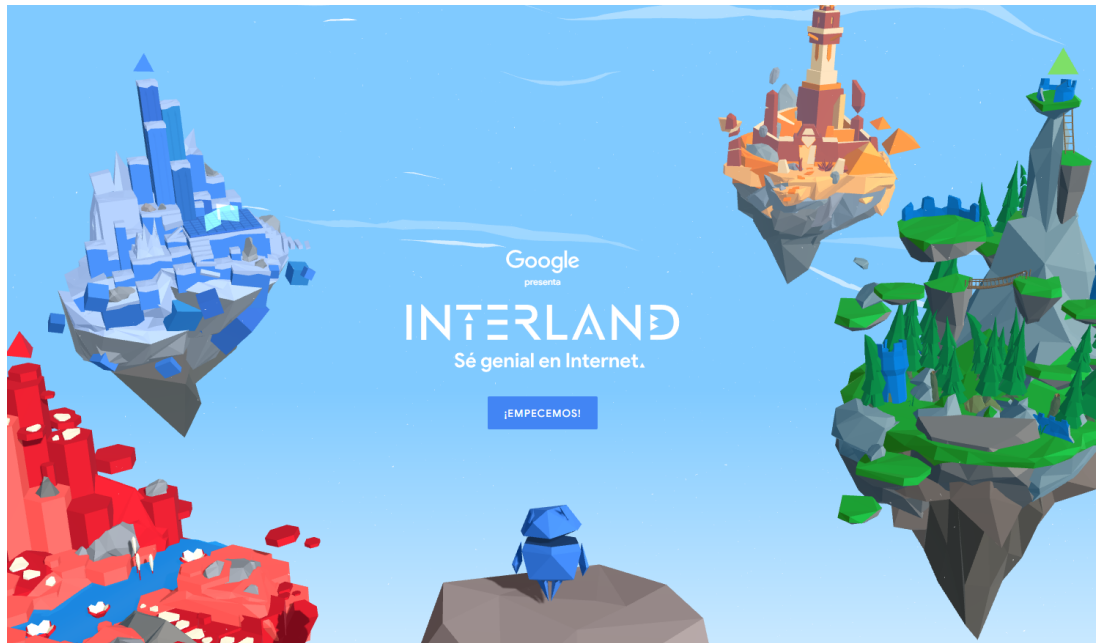 Google
presenta
INTERLAND
Sé genial en Internet.
¡EMPECEMOS!